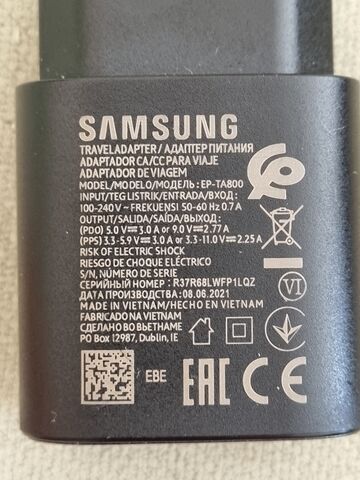 SAMSUNG
TRAVEL ADAPTER / АДАПТЕР ПИТАНИЯ
ADAPTADOR CA/CC PARA VIAJE
ADAPTADOR DE VIAGEM
MODEL/MODELO/МОДЕЛЬ: EP-TA800
INPUT/TEGLISTRIK/ENTRADA/ВХОД:
100-240V ~ FREKUENSI 50-60 Hz 0.7 A
OUTPUT/SALIDA/SAÍDA/ВЫХОД:
(PDO) 5.0 V⎓3.0 A or 9.0 V⎓2.77A
(PPS) 3.3-5.9V⎓3.0 A or 3.3-11.0V⎓2.25 A
RISK OF ELECTRIC SHOCK
RIESGO DE CHOQUE ELÉCTRICO
S/N, NÚMERO DE SERIE
СЕРИЙНЫЙ НОМЕР : R37R68LWFP1LQZ
ДАТА ПРОИЗВОДСТВА: 08.06.2021
MADE IN VIETNAM/HECHO EN VIETNAM
FABRICADO NA VIETNAM
СДЕЛАНО ВО ВЬЕТНАМЕ
PO Box 12987, Dublin, IE
VI
EBE
EAC CE